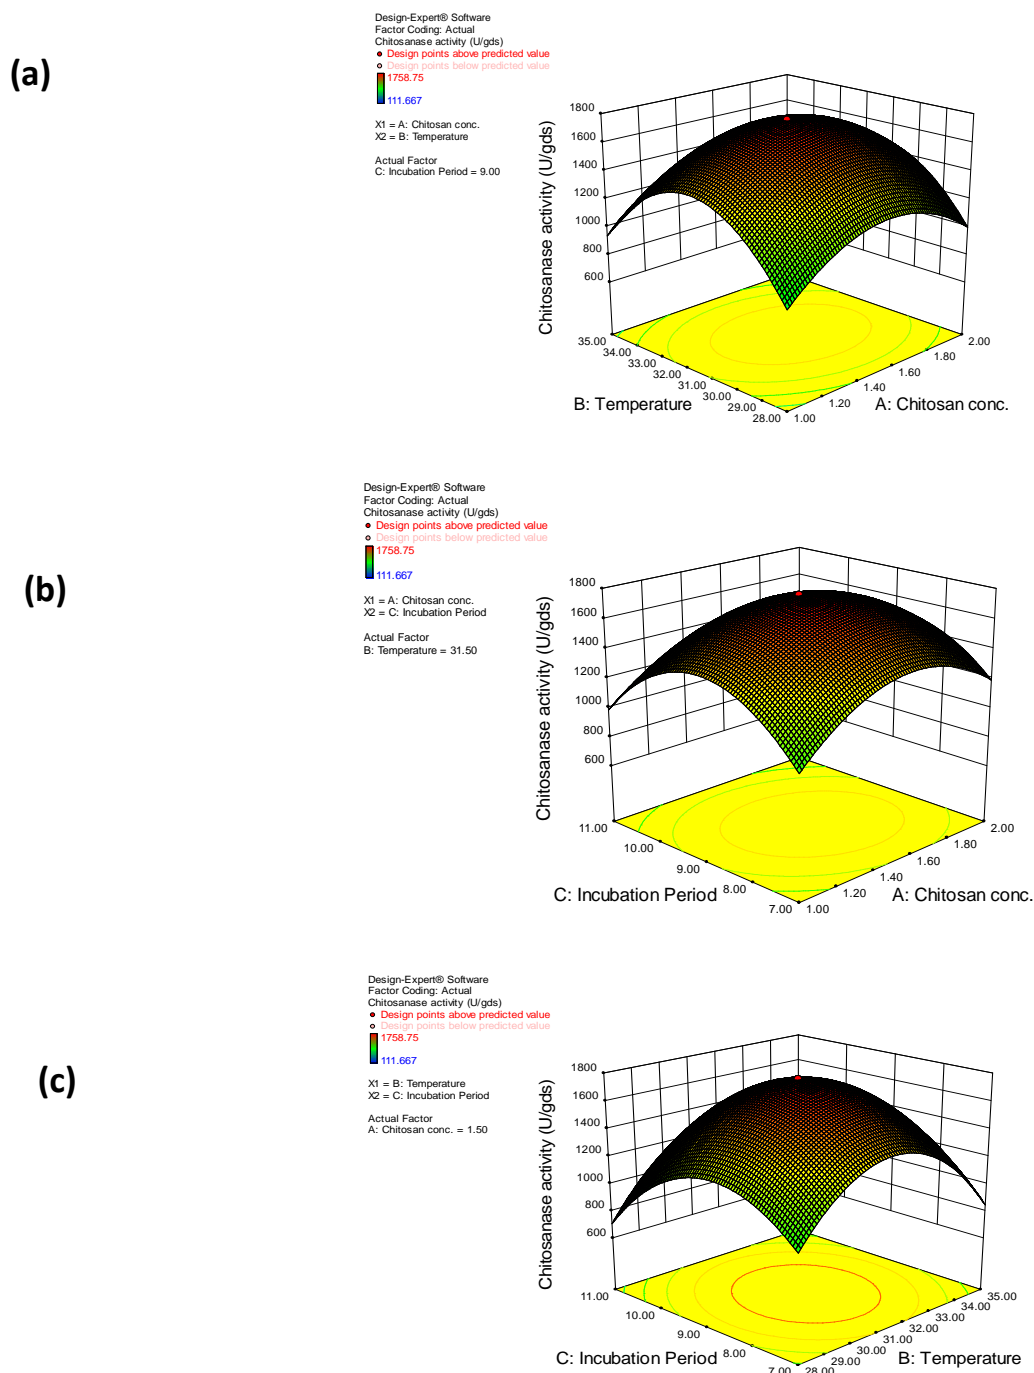 (a)
Design-Expert® Software
Factor Coding: Actual
Chitosanase activity (U/gds)
Design points above predicted value
Design points below predicted value
1758.75
111.667
X1 = A: Chitosan conc.
X2 = B: Temperature
Actual Factor
C: Incubation Period = 9.00
1800
1600
1400
1200
1000
800
600
Chitosanase activity (U/gds)
35.00
34.00
33.00
32.00
31.00
30.00
29.00
28.00
B: Temperature
1.00
1.20
1.40
1.60
1.80
2.00
A: Chitosan conc.
(b)
Design-Expert® Software
Factor Coding: Actual
Chitosanase activity (U/gds)
Design points above predicted value
Design points below predicted value
1758.75
111.667
X1 = A: Chitosan conc.
X2 = C: Incubation Period
Actual Factor
B: Temperature = 31.50
1800
1600
1400
1200
1000
800
600
Chitosanase activity (U/gds)
11.00
10.00
9.00
8.00
7.00
C: Incubation Period
1.00
1.20
1.40
1.60
1.80
2.00
A: Chitosan conc.
(c)
Design-Expert® Software
Factor Coding: Actual
Chitosanase activity (U/gds)
Design points above predicted value
Design points below predicted value
1758.75
111.667
X1 = B: Temperature
X2 = C: Incubation Period
Actual Factor
A: Chitosan conc. = 1.50
1800
1600
1400
1200
1000
800
600
Chitosanase activity (U/gds)
11.00
10.00
9.00
8.00
7.00
C: Incubation Period
28.00
29.00
30.00
31.00
32.00
33.00
34.00
35.00
B: Temperature